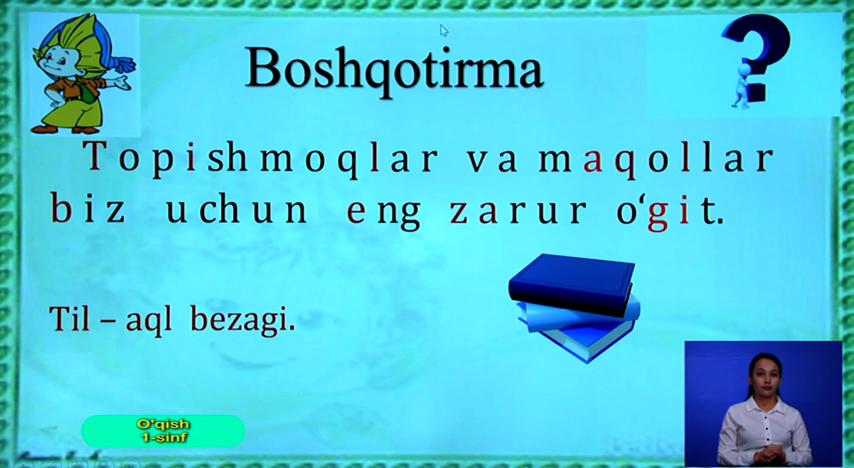 Boshqotirma
Topishmoqlar va maqollar
biz uchun eng zarur o‘git.
Til – aql bezagi.
O‘qish
1-sinf